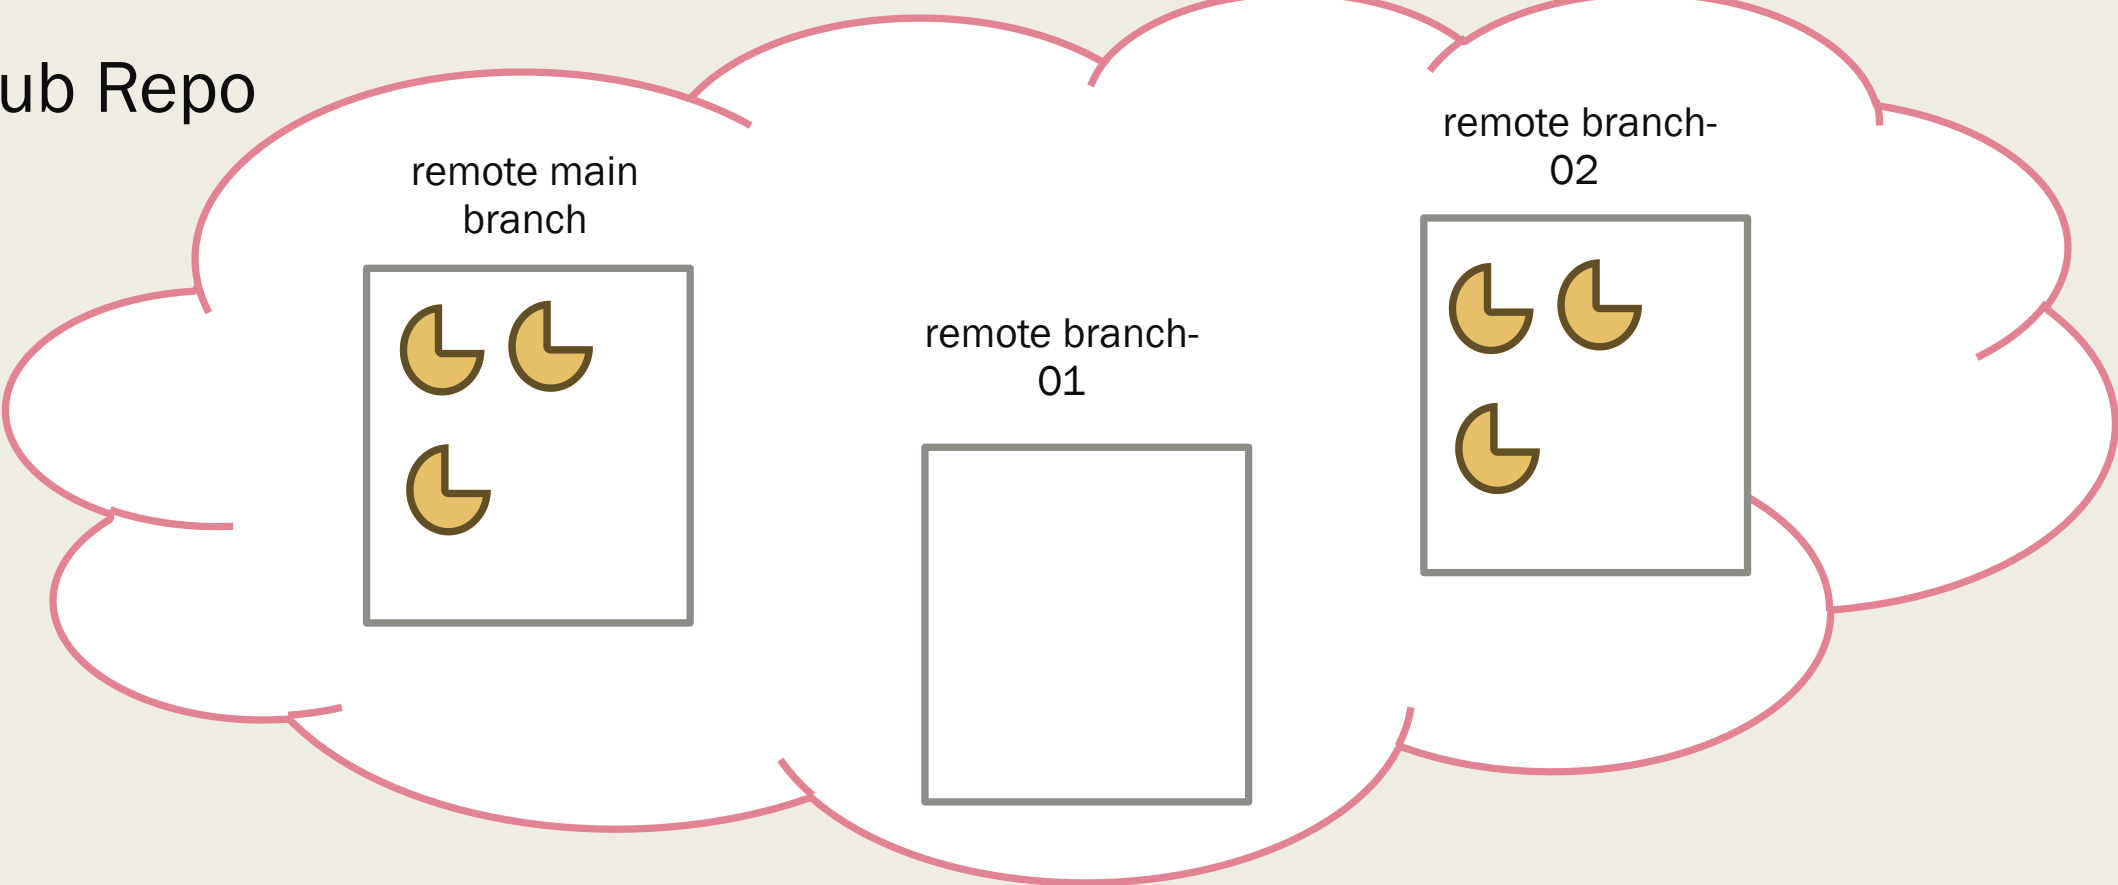 ub Repo
remote main
branch
remote branch-
01
remote branch-
02